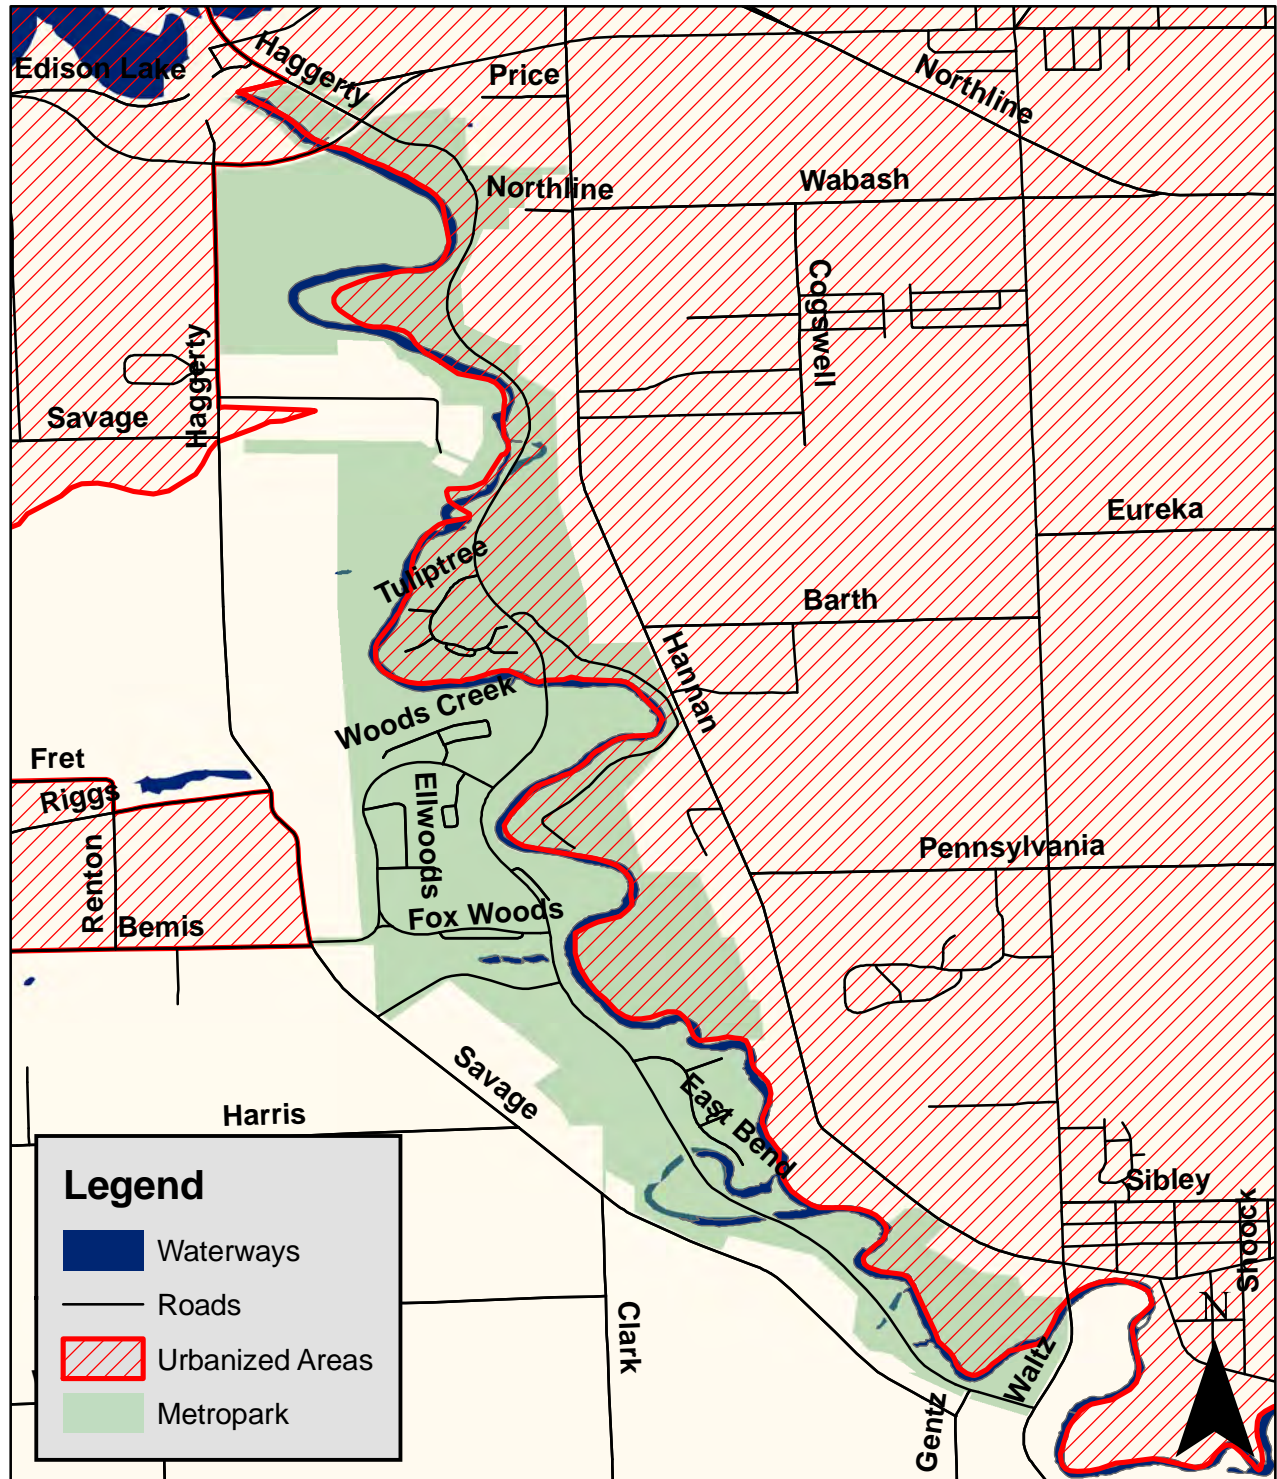 Edison Lake
Haggerty
Price
Northline
Northline
Wabash
Cogswell
Haggerty
Savage
Eureka
Tuliptree
Barth
Hannan
Woods Creek
Fret
Riggs
Ellwoods
Renton
Pennsylvania
Fox Woods
Bemis
Savage
East Bend
Harris
Sibley
Shoock
Clark
Waltz
Gentz
N
Legend
Waterways
Roads
Urbanized Areas
Metropark